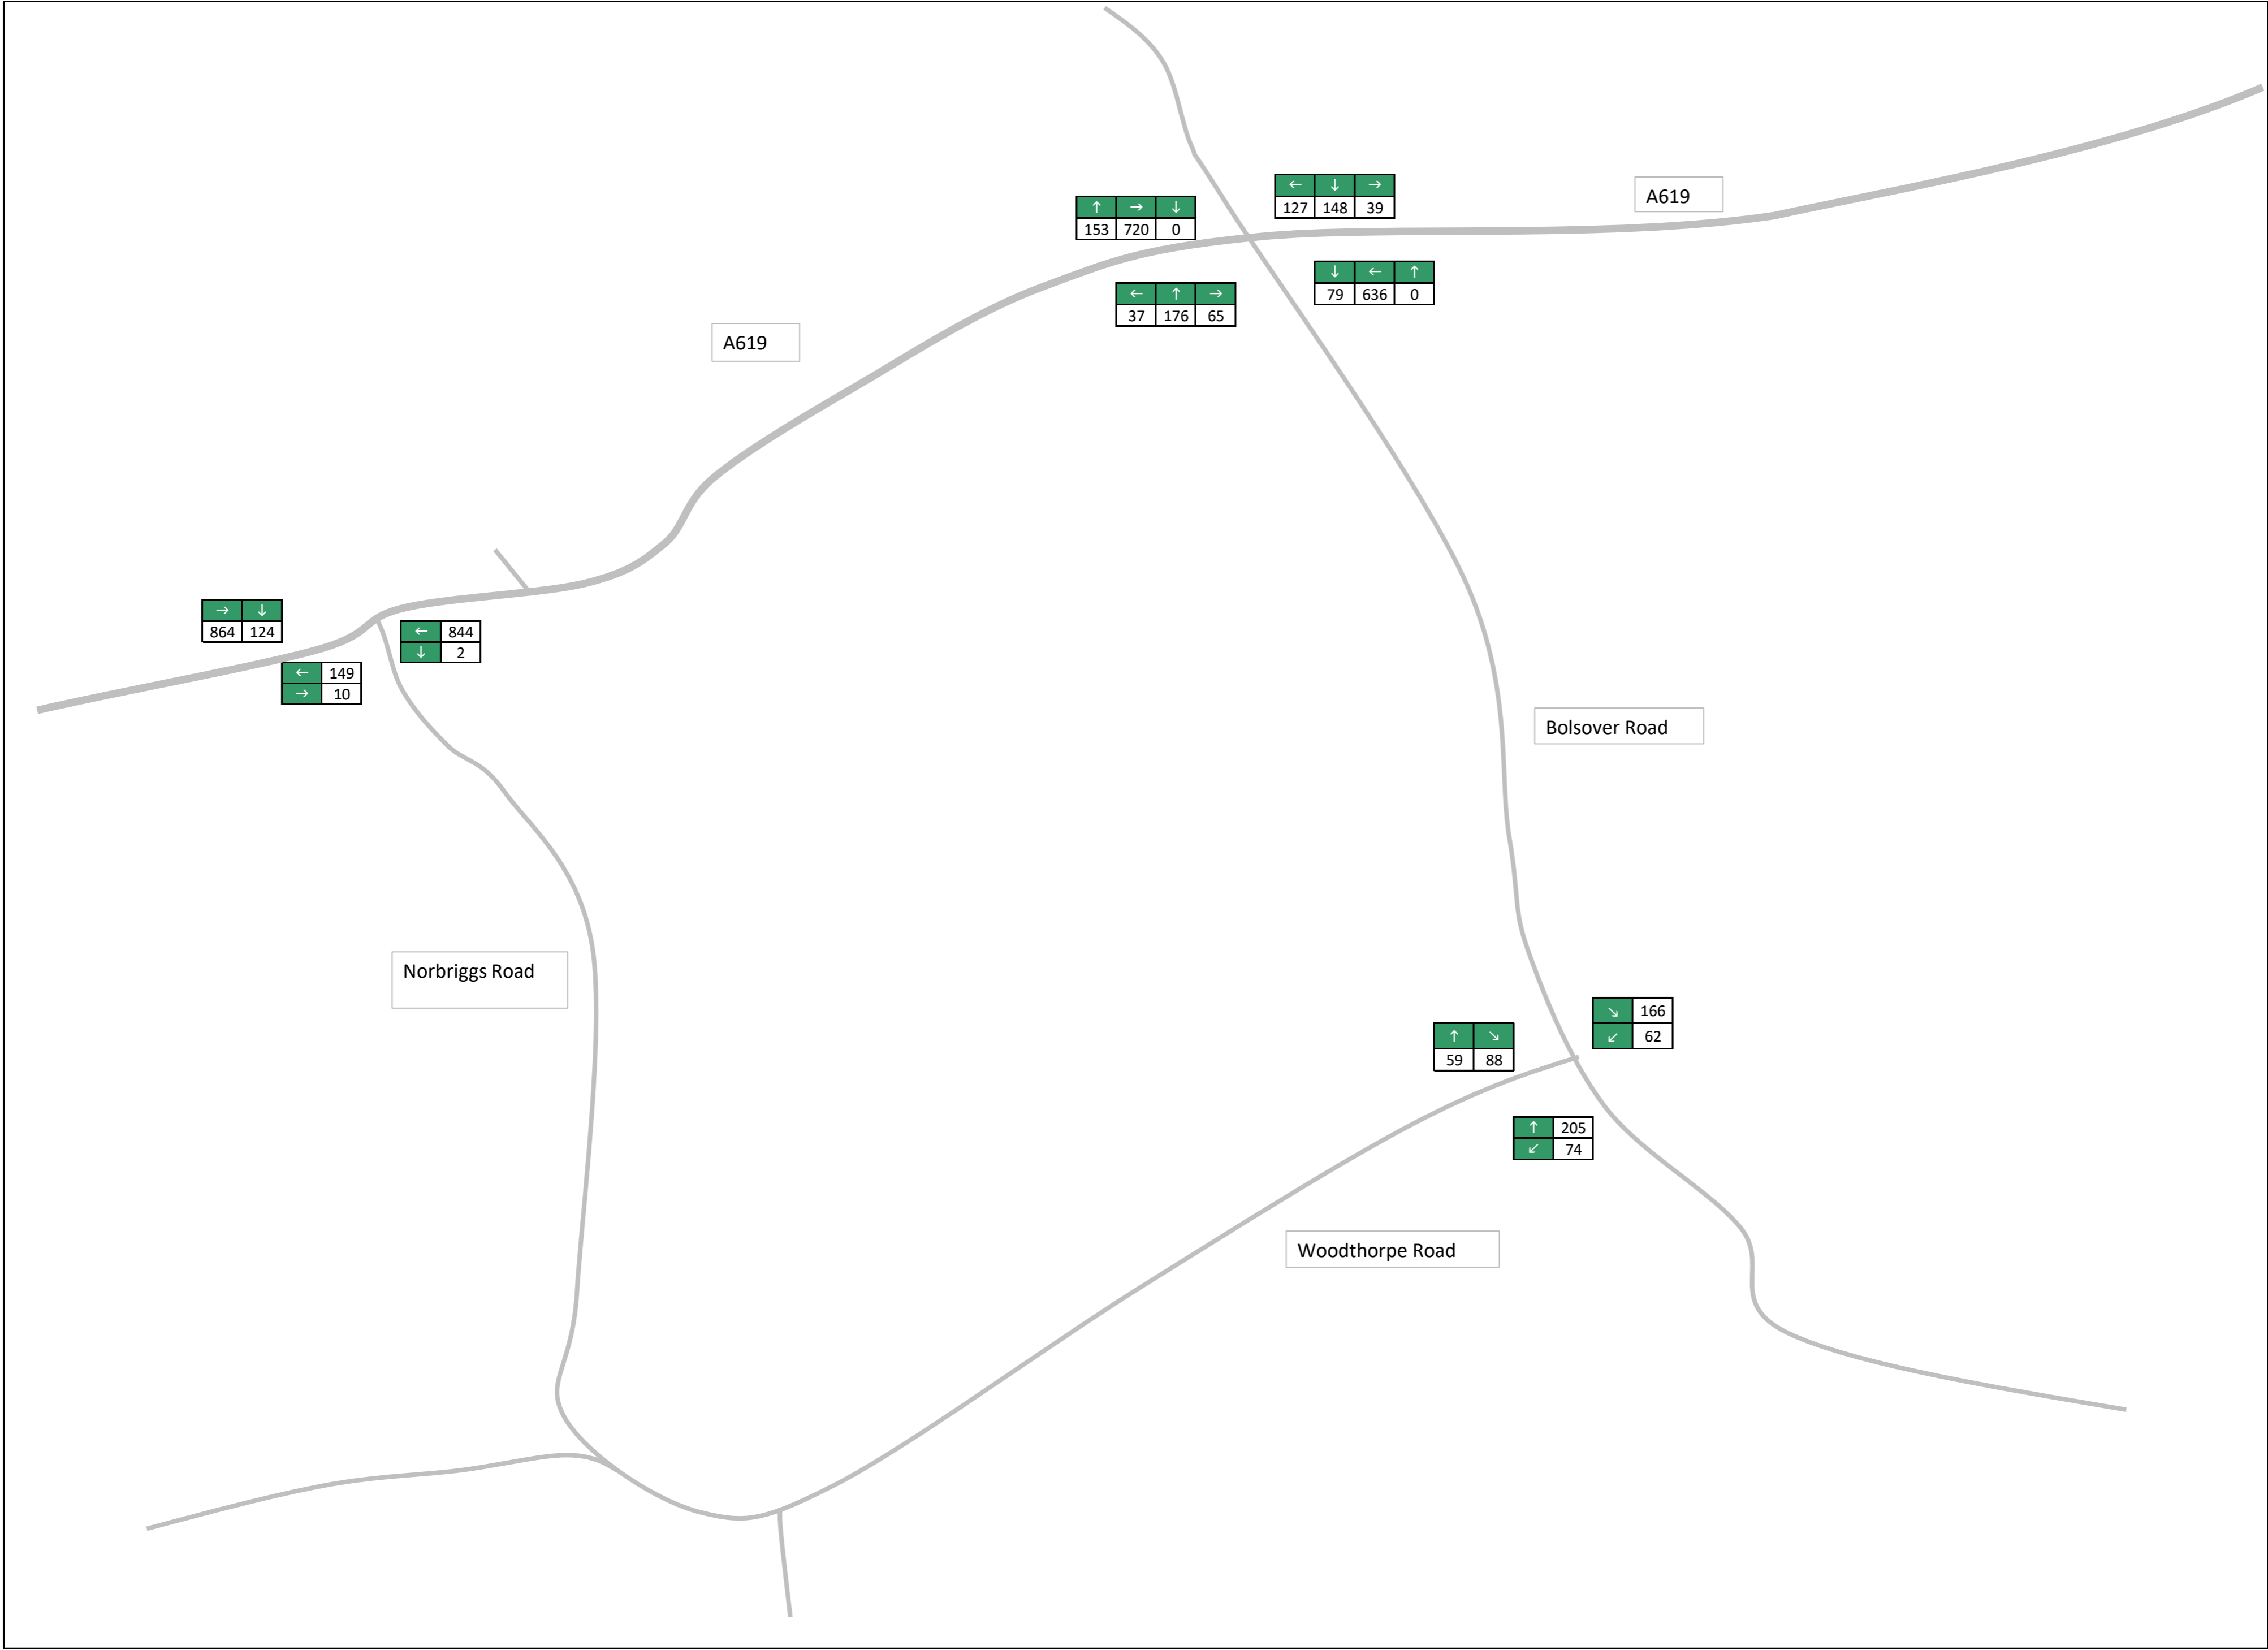 ← ↓ →
127 148 39
A619
↑ → ↓
153 720 0
↓ ← ↑
79 636 0
← ↑ →
37 176 65
A619
→ ↓
864 124
← 844
↓ 2
← 149
→ 10
Bolsover Road
Norbriggs Road
↘ 166
↙ 62
↑ ↘
59 88
↑ 205
↙ 74
Woodthorpe Road